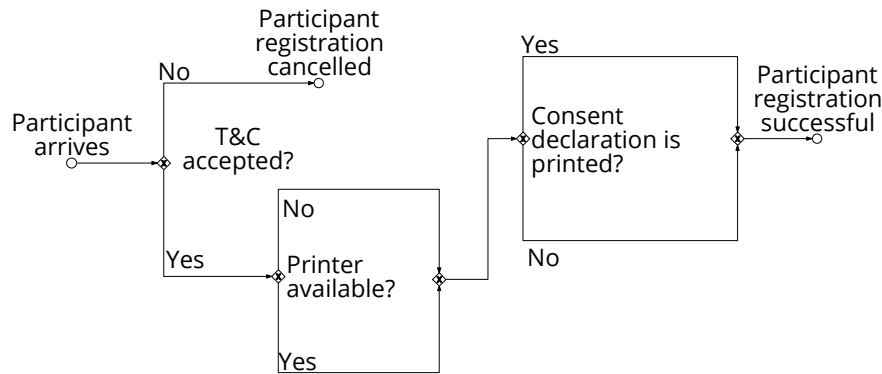 Participant
registration
cancelled
No
Participant
arrives
T&C
accepted?
Yes
No
Printer
available?
Yes
Yes
Consent
declaration is
printed?
No
Participant
registration
successful